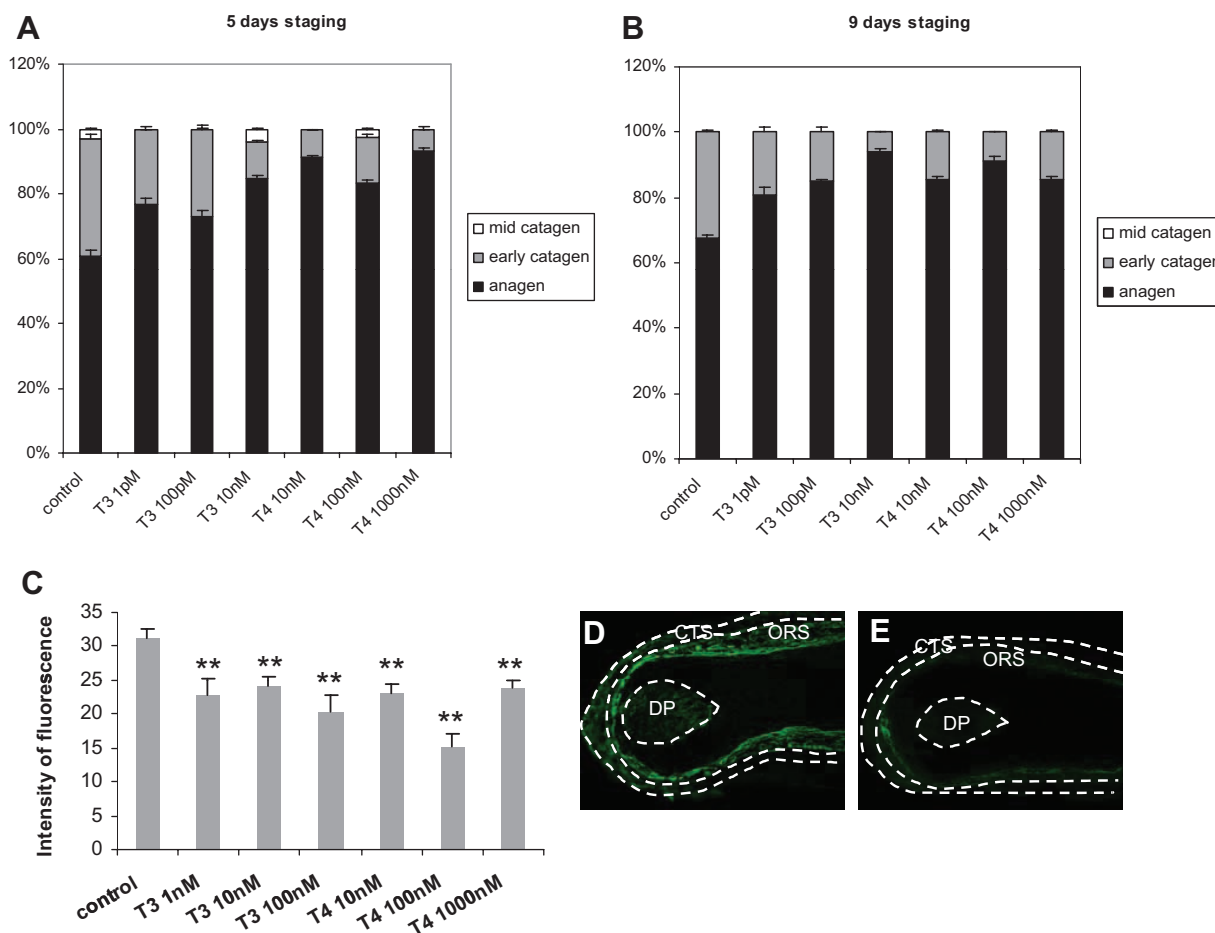 A
5 days staging
120%
100%
80%
60%
40%
20%
0%
control
T3 1pM
T3 100pM
T3 10nM
T4 10nM
T4 100nM
T4 1000nM
mid catagen
early catagen
anagen
B
9 days staging
120%
100%
80%
60%
40%
20%
0%
control
T3 1pM
T3 100pM
T3 10nM
T4 10nM
T4 100nM
T4 1000nM
mid catagen
early catagen
anagen
C
Intensity of fluorescence
35
30
25
20
15
10
5
0
**
**
**
**
**
**
control
T3 1nM
T3 10nM
T3 100nM
T4 10nM
T4 100nM
T4 1000nM
D
CTS
ORS
DP
E
CTS
ORS
DP